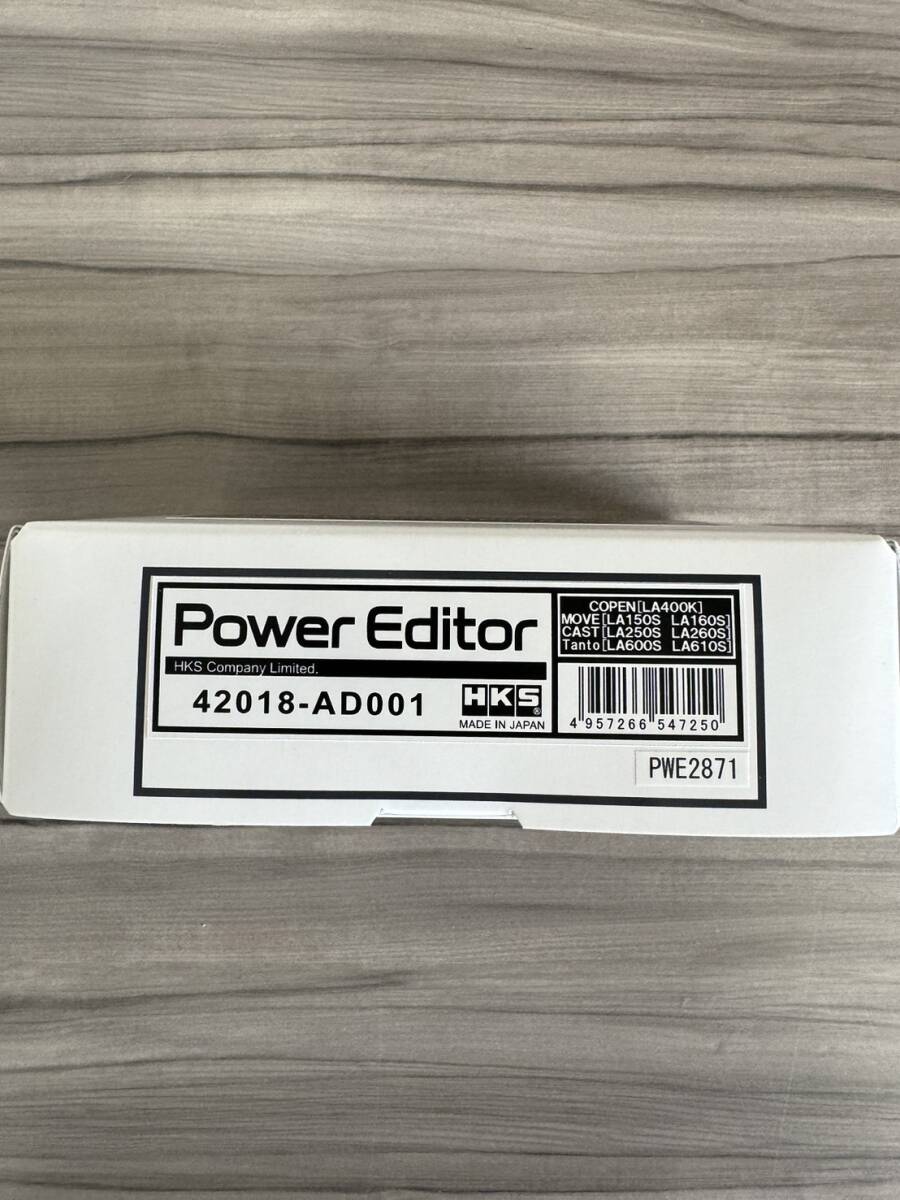 Power Editor
HKS Company Limited.
42018-AD001
HKS®
MADE IN JAPAN
COPEN[LA400K]
MOVE[LA150S LA160S]
CAST[LA250S LA260S]
Tanto[LA600S LA610S]
4 957266 547250
PWE2871